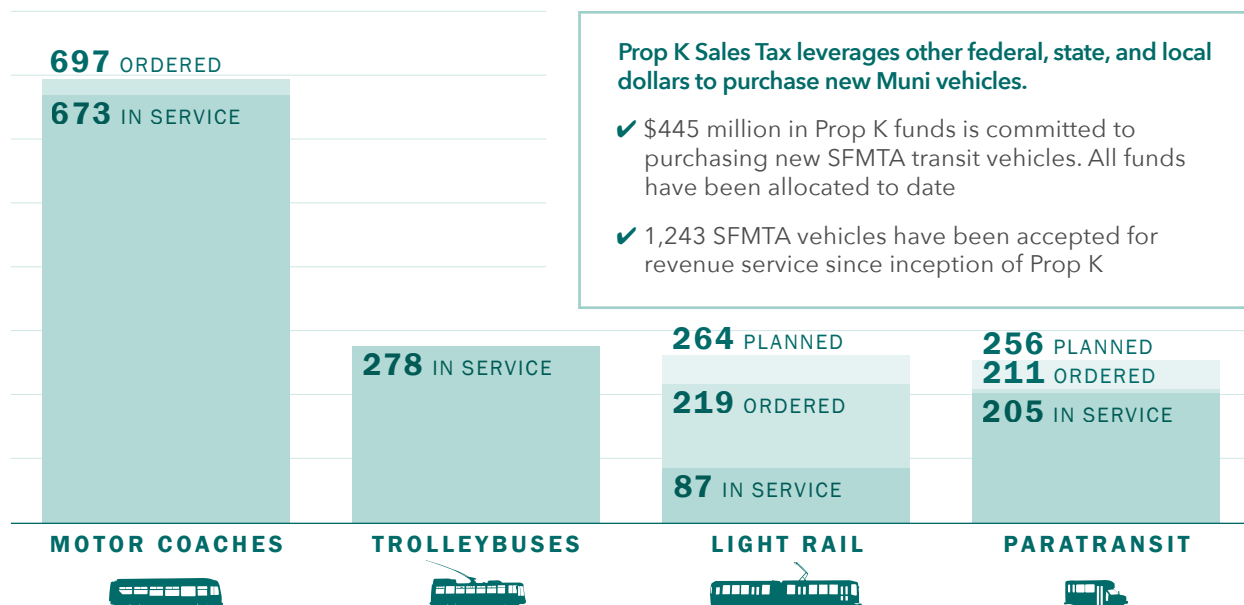 697 ORDERED
673 IN SERVICE
Prop K Sales Tax leverages other federal, state, and local
dollars to purchase new Muni vehicles.
✔ $445 million in Prop K funds is committed to
purchasing new SFMTA transit vehicles. All funds
have been allocated to date
✔ 1,243 SFMTA vehicles have been accepted for
revenue service since inception of Prop K
278 IN SERVICE
264 PLANNED
219 ORDERED
87 IN SERVICE
256 PLANNED
211 ORDERED
205 IN SERVICE
MOTOR COACHES
TROLLEYBUSES
LIGHT RAIL
PARATRANSIT